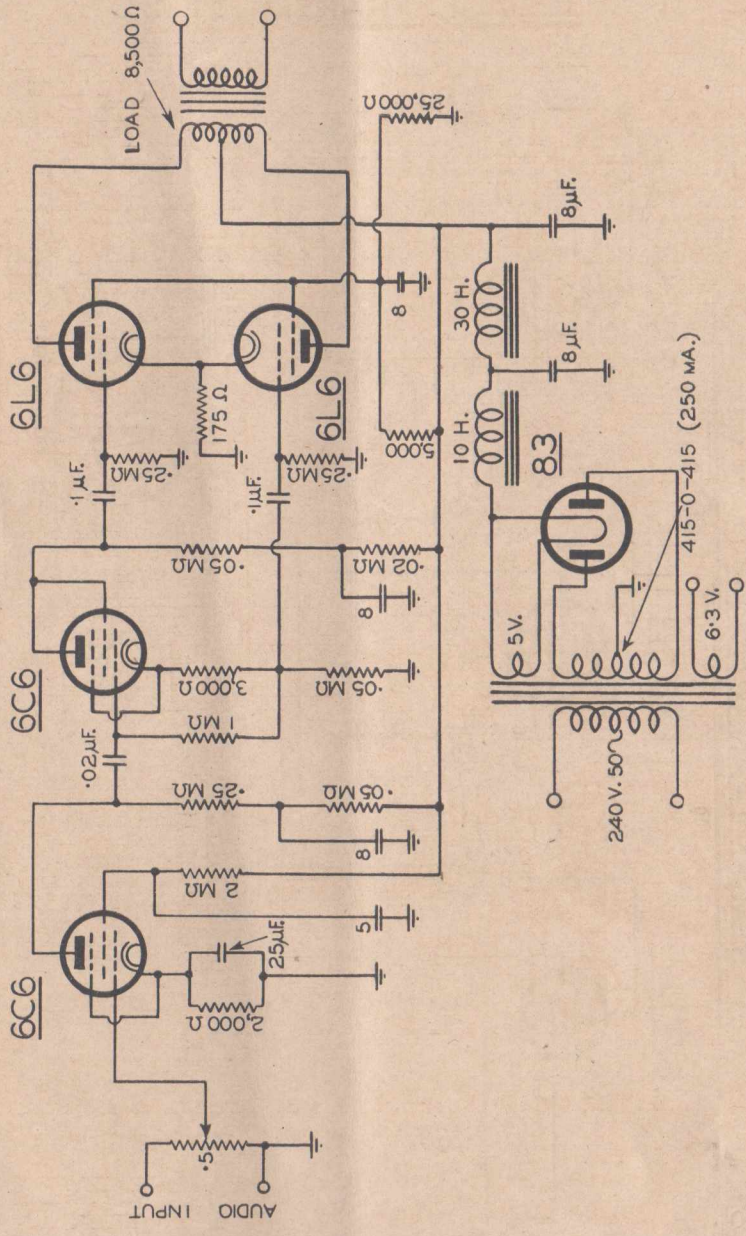 6C6
6C6
6L6
6L6
83
AUDIO INPUT
.5
2,000 Ω
25µF.
5
2 MΩ
8
.25 MΩ
.05 MΩ
.02µF.
1 MΩ
3,000 Ω
.05 MΩ
8
.05 MΩ
.02 MΩ
.1µF.
.25MΩ
.1µF.
.25 MΩ
175 Ω
5,000
8
25,000Ω
LOAD 8,500 Ω
10 H.
30 H.
8µF.
8µF.
5 V.
240 V. 50~
6.3 V.
415-0-415 (250 MA.)